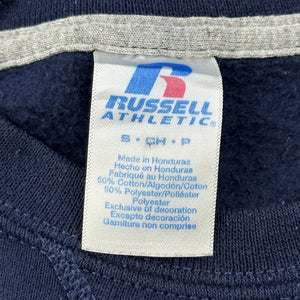 RUSSELL
ATHLETIC®
S • CH • P
Made in Honduras
Hecho en Honduras
Fabriqué au Honduras
50% Cotton/Algodón/Coton
50% Polyester/Poliéster
Polyester
Exclusive of decoration
Excepto decoración
Garniture non comprise